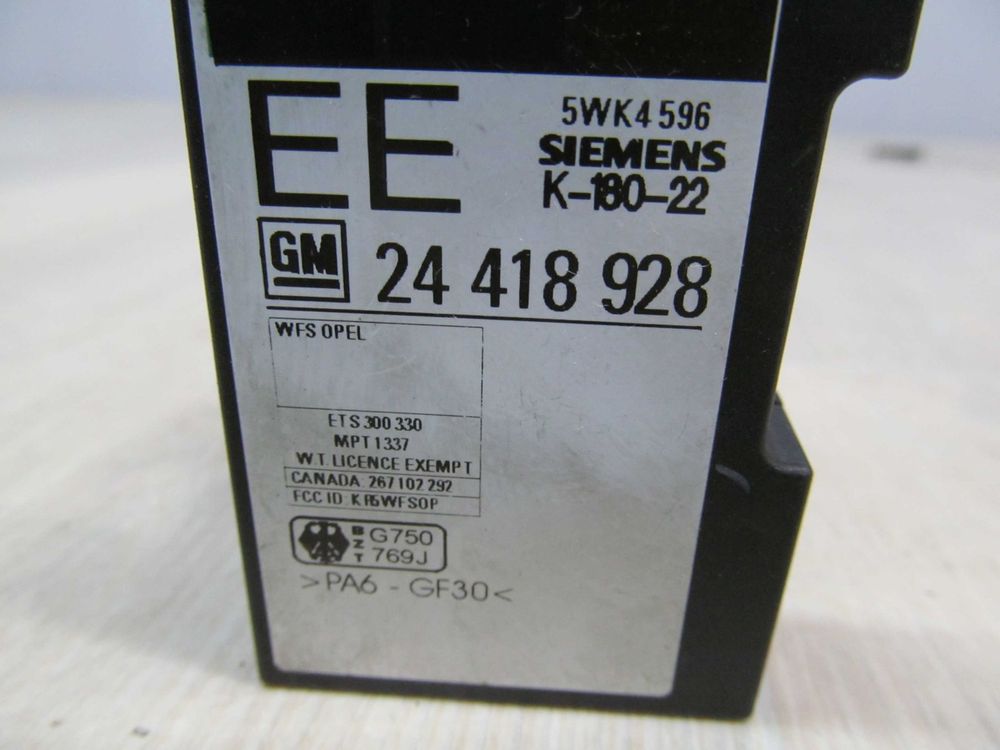 EE
5WK4 596
SIEMENS
K-180-22
GM
24 418 928
WFS OPEL
ETS 300 330
MPT 1337
W.T. LICENCE EXEMPT
CANADA 267 102 292
FCC ID: KR5WFSOP
BZT G750 769J
>PA6 - GF30<